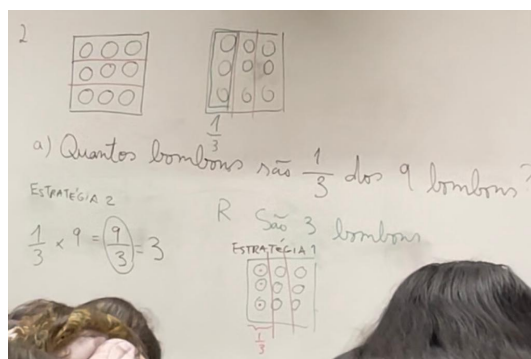 2
1/3
a) Quantos bombons são 1/3 dos 9 bombons?
ESTRATÉGIA 2
1/3 × 9 = 9/3 = 3
R São 3 bombons
ESTRATÉGIA 1
1/3